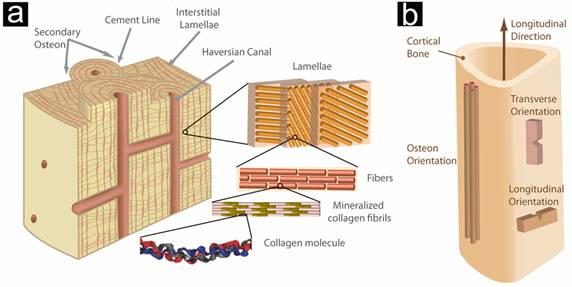 a
Secondary
Osteon
Cement Line
Interstitial
Lamellae
Haversian Canal
Lamellae
Fibers
Mineralized
collagen fibrils
Collagen molecule
b
Longitudinal
Direction
Cortical
Bone
Transverse
Orientation
Osteon
Orientation
Longitudinal
Orientation